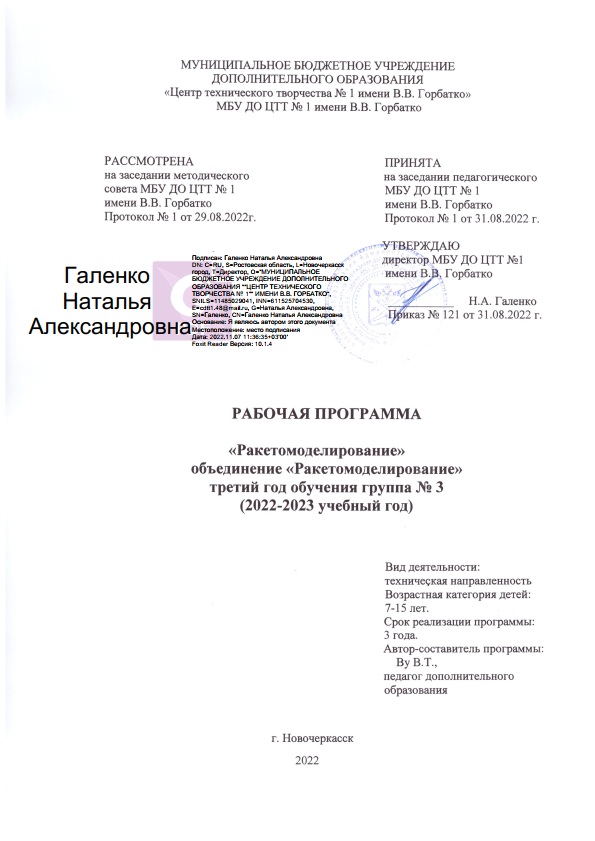 МУНИЦИПАЛЬНОЕ БЮДЖЕТНОЕ УЧРЕЖДЕНИЕ
ДОПОЛНИТЕЛЬНОГО ОБРАЗОВАНИЯ
«Центр технического творчества № 1 имени В.В. Горбатко»
МБУ ДО ЦТТ № 1 имени В.В. Горбатко
РАССМОТРЕНА
на заседании методического
совета МБУ ДО ЦТТ № 1
имени В.В. Горбатко
Протокол № 1 от 29.08.2022г.
ПРИНЯТА
на заседании педагогического
МБУ ДО ЦТТ № 1
имени В.В. Горбатко
Протокол № 1 от 31.08.2022 г.
УТВЕРЖДАЮ
директор МБУ ДО ЦТТ №1
имени В.В. Горбатко
Н.А. Галенко
Приказ № 121 от 31.08.2022 г.
Галенко
Наталья
Александровна
Подписан: Галенко Наталья Александровна
DN: C=RU, S=Ростовская область, L=Новочеркасск
город, T=Директор, O="МУНИЦИПАЛЬНОЕ
БЮДЖЕТНОЕ УЧРЕЖДЕНИЕ ДОПОЛНИТЕЛЬНОГО
ОБРАЗОВАНИЯ ""ЦЕНТР ТЕХНИЧЕСКОГО
ТВОРЧЕСТВА № 1"" ИМЕНИ В.В. ГОРБАТКО",
SNILS=11485029041, INN=611525704530,
E=cdtt1.48@mail.ru, G=Наталья Александровна,
SN=Галенко, CN=Галенко Наталья Александровна
Основание: Я являюсь автором этого документа
Местоположение: место подписания
Дата: 2022.11.07 11:36:35+03'00'
Foxit Reader Версия: 10.1.4
РАБОЧАЯ ПРОГРАММА
«Ракетомоделирование»
объединение «Ракетомоделирование»
третий год обучения группа № 3
(2022-2023 учебный год)
Вид деятельности:
техническая направленность
Возрастная категория детей:
7-15 лет.
Срок реализации программы:
3 года.
Автор-составитель программы:
Ву В.Т.,
педагог дополнительного
образования
г. Новочеркасск
2022